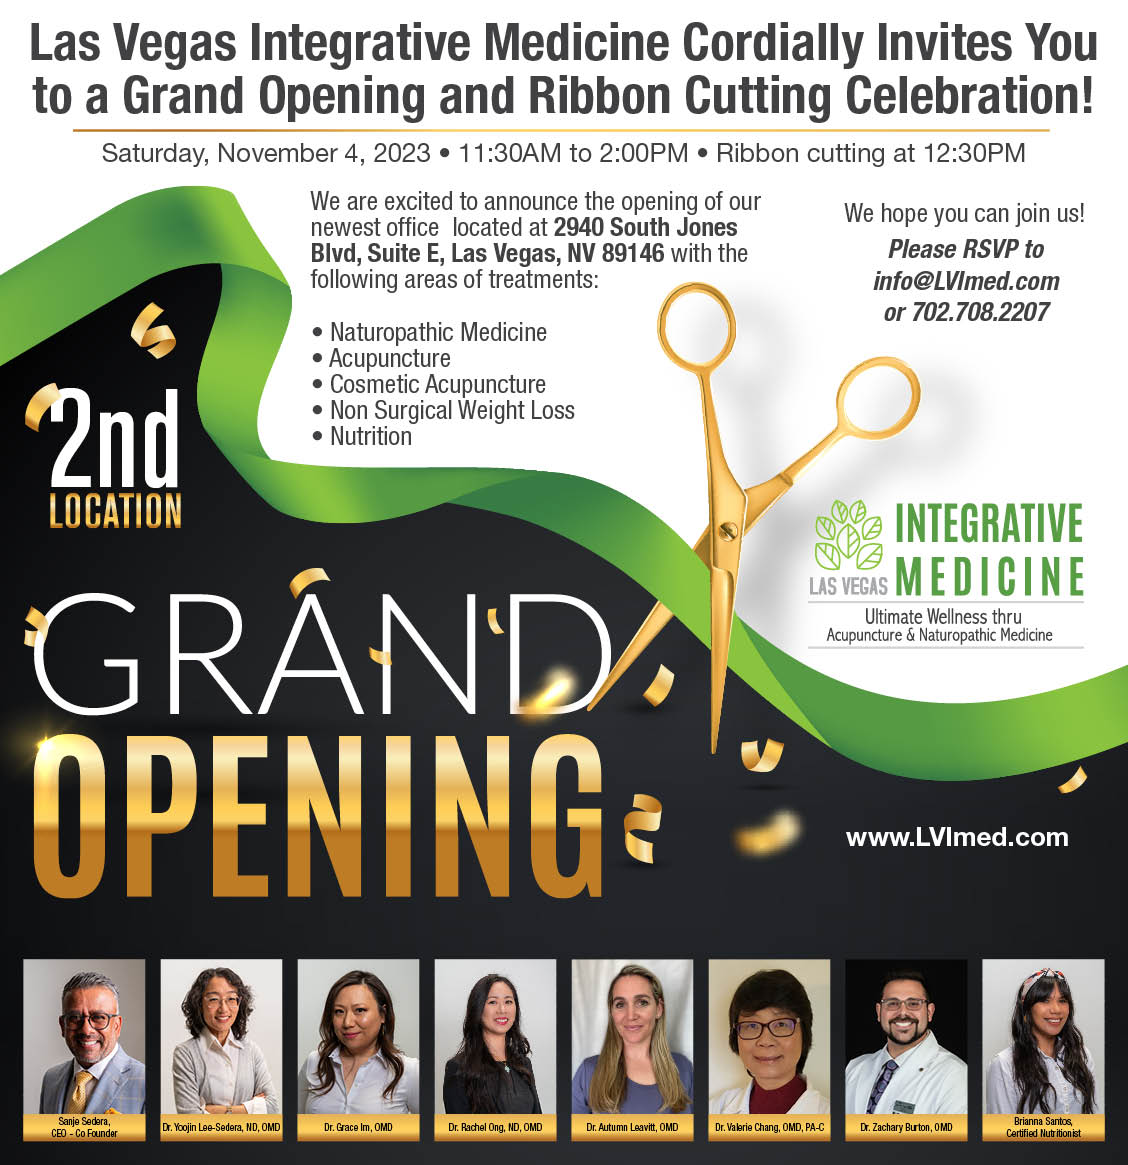 Las Vegas Integrative Medicine Cordially Invites You
to a Grand Opening and Ribbon Cutting Celebration!
Saturday, November 4, 2023 • 11:30AM to 2:00PM • Ribbon cutting at 12:30PM
We are excited to announce the opening of our
newest office located at 2940 South Jones
Blvd, Suite E, Las Vegas, NV 89146 with the
following areas of treatments:
• Naturopathic Medicine
• Acupuncture
• Cosmetic Acupuncture
• Non Surgical Weight Loss
• Nutrition
We hope you can join us!
Please RSVP to
info@LVImed.com
or 702.708.2207
2nd
LOCATION
INTEGRATIVE
LAS VEGAS MEDICINE
Ultimate Wellness thru
Acupuncture & Naturopathic Medicine
GRAND
OPENING
www.LVImed.com
Sanje Sedera,
CEO - Co Founder
Dr. Yoojin Lee-Sedera, ND, OMD
Dr. Grace Im, OMD
Dr. Rachel Ong, ND, OMD
Dr. Autumn Leavitt, OMD
Dr. Valerie Chang, OMD, PA-C
Dr. Zachary Burton, OMD
Brianna Santos,
Certified Nutritionist